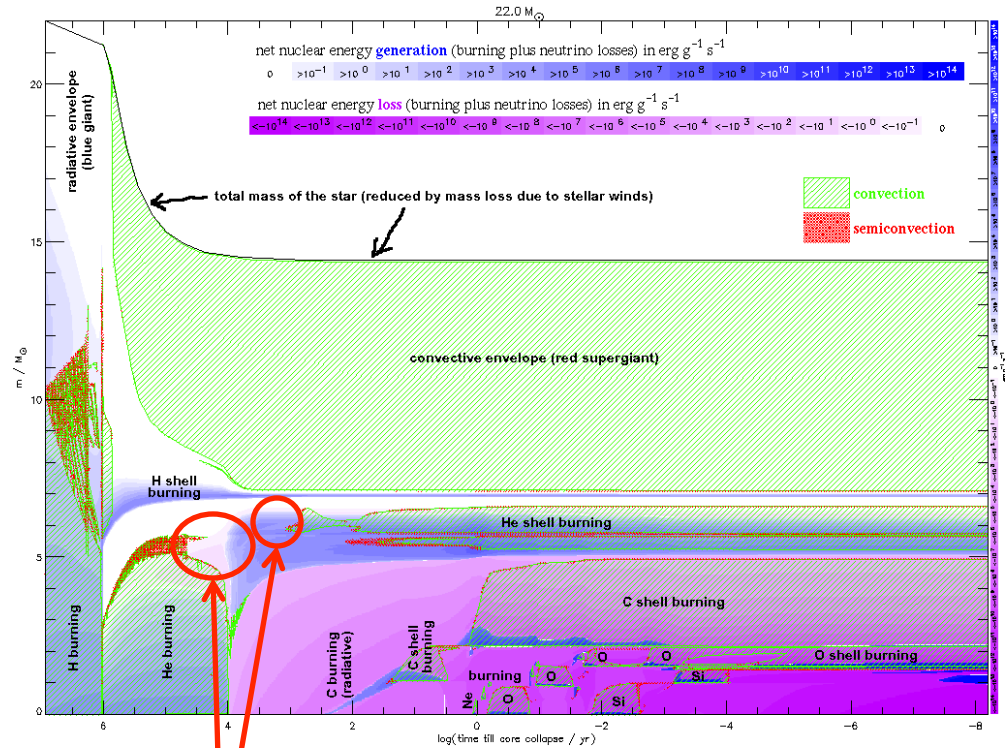 22.0 M☉
net nuclear energy generation (burning plus neutrino losses) in erg g⁻¹ s⁻¹
0 >10⁻¹ >10⁰ >10¹ >10² >10³ >10⁴ >10⁵ >10⁶ >10⁷ >10⁸ >10⁹ >10¹⁰ >10¹¹ >10¹² >10¹³ >10¹⁴
net nuclear energy loss (burning plus neutrino losses) in erg g⁻¹ s⁻¹
<-10¹⁴ <-10¹³ <-10¹² <-10¹¹ <-10¹⁰ <-10⁹ <-10⁸ <-10⁷ <-10⁶ <-10⁵ <-10⁴ <-10³ <-10² <-10¹ <-10⁰ <-10⁻¹ 0
radiative envelope
(blue giant)
total mass of the star (reduced by mass loss due to stellar winds)
convection
semiconvection
convective envelope (red supergiant)
H shell
burning
He shell burning
C shell burning
H burning
He burning
C burning
(radiative)
C shell
burning
Ne
burning
O
O
O
O
O shell burning
Si
Si
m / M☉
20
15
10
5
0
6 4 2 0 -2 -4 -6 -8
log(time till core collapse / yr)